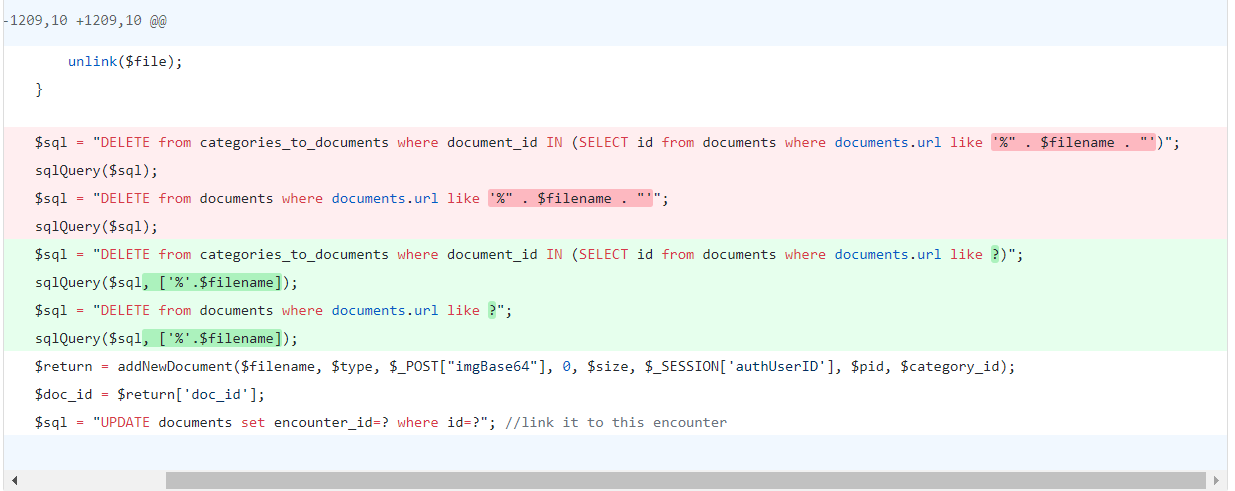 -1209,10 +1209,10 @@
unlink($file);
}
$sql = "DELETE from categories_to_documents where document_id IN (SELECT id from documents where documents.url like '%" . $filename . "')";
sqlQuery($sql);
$sql = "DELETE from documents where documents.url like '%" . $filename . "'";
sqlQuery($sql);
$sql = "DELETE from categories_to_documents where document_id IN (SELECT id from documents where documents.url like ?)";
sqlQuery($sql, ['%'.$filename]);
$sql = "DELETE from documents where documents.url like ?";
sqlQuery($sql, ['%'.$filename]);
$return = addNewDocument($filename, $type, $_POST["imgBase64"], 0, $size, $_SESSION['authUserID'], $pid, $category_id);
$doc_id = $return['doc_id'];
$sql = "UPDATE documents set encounter_id=? where id=?"; //link it to this encounter